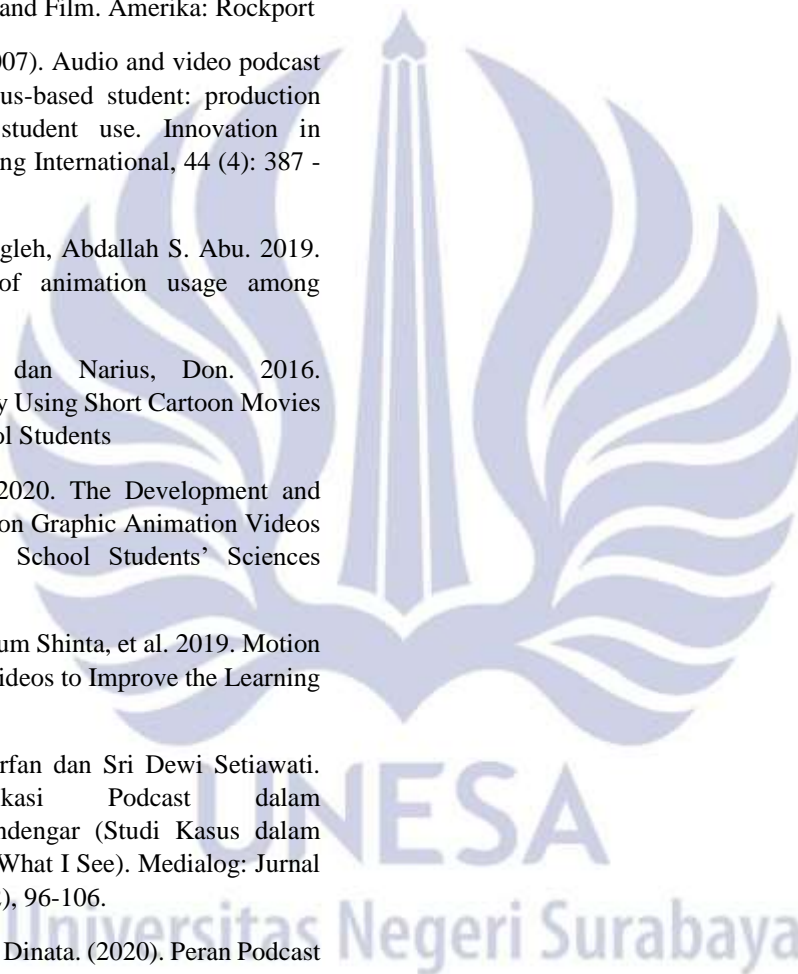 and Film. Amerika: Rockport
007). Audio and video podcast
us-based student: production
student use. Innovation in
ng International, 44 (4): 387 -
gleh, Abdallah S. Abu. 2019.
of animation usage among
dan Narius, Don. 2016.
y Using Short Cartoon Movies
ol Students
2020. The Development and
on Graphic Animation Videos
School Students’ Sciences
um Shinta, et al. 2019. Motion
ideos to Improve the Learning
rfan dan Sri Dewi Setiawati.
kasi Podcast dalam
ndengar (Studi Kasus dalam
What I See). Medialog: Jurnal
), 96-106.
Dinata. (2020). Peran Podcast
UNESA
Universitas Negeri Surabaya